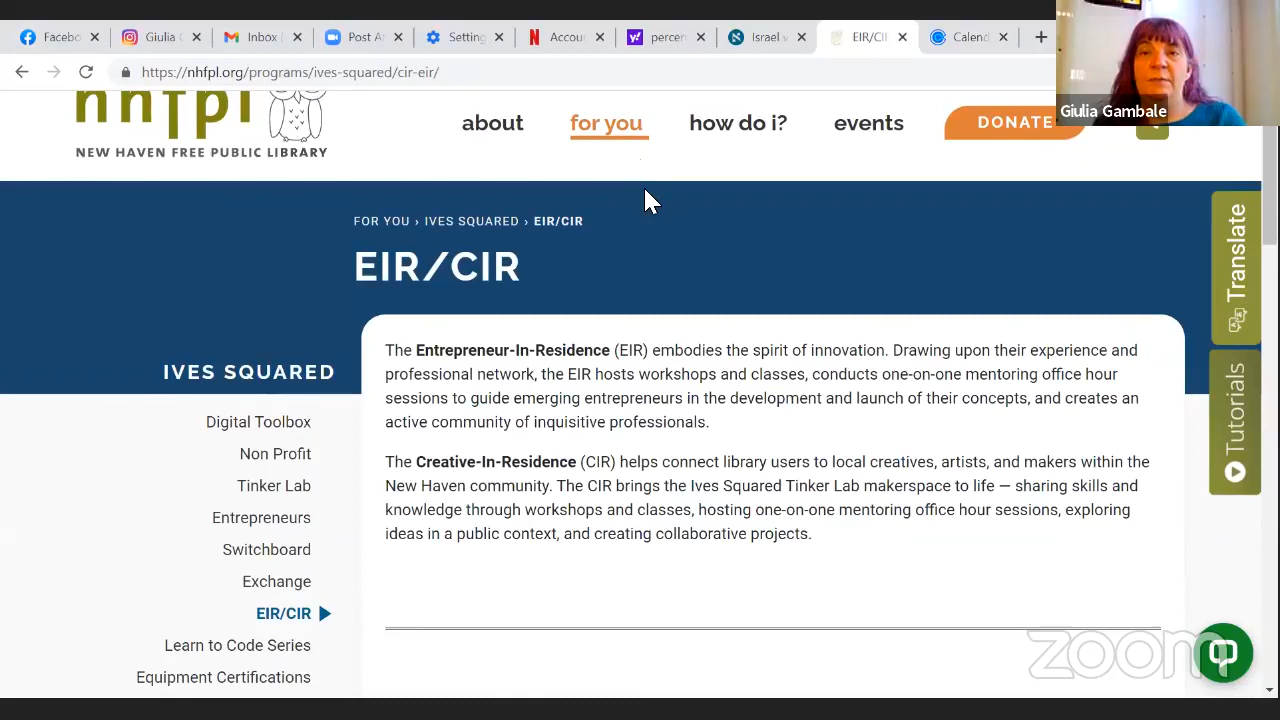 Facebo
Giulia G
Inbox (
Post A
Setting
Accou
percen
Israel v
EIR/CI
Calend
https://nhfpl.org/programs/ives-squared/cir-eir/
Giulia Gambale
nhfpl
NEW HAVEN FREE PUBLIC LIBRARY
about
for you
how do i?
events
DONATE
FOR YOU › IVES SQUARED › EIR/CIR
EIR/CIR
Translate
Tutorials
IVES SQUARED
Digital Toolbox
Non Profit
Tinker Lab
Entrepreneurs
Switchboard
Exchange
EIR/CIR
Learn to Code Series
Equipment Certifications
The Entrepreneur-In-Residence (EIR) embodies the spirit of innovation. Drawing upon their experience and
professional network, the EIR hosts workshops and classes, conducts one-on-one mentoring office hour
sessions to guide emerging entrepreneurs in the development and launch of their concepts, and creates an
active community of inquisitive professionals.
The Creative-In-Residence (CIR) helps connect library users to local creatives, artists, and makers within the
New Haven community. The CIR brings the Ives Squared Tinker Lab makerspace to life — sharing skills and
knowledge through workshops and classes, hosting one-on-one mentoring office hour sessions, exploring
ideas in a public context, and creating collaborative projects.
zoom